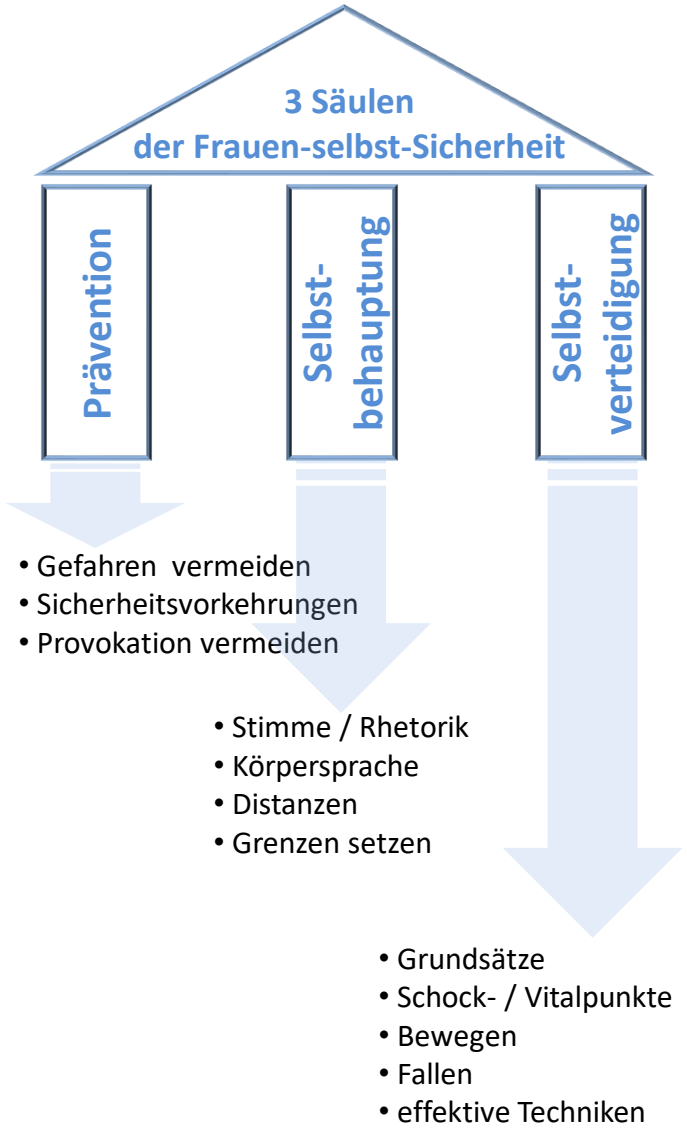 3 Säulen
der Frauen-selbst-Sicherheit
Prävention
Selbst-
behauptung
Selbst-
verteidigung
• Gefahren vermeiden
• Sicherheitsvorkehrungen
• Provokation vermeiden
• Stimme / Rhetorik
• Körpersprache
• Distanzen
• Grenzen setzen
• Grundsätze
• Schock- / Vitalpunkte
• Bewegen
• Fallen
• effektive Techniken